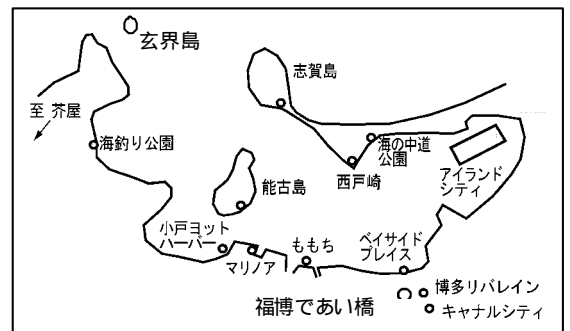 玄界島
志賀島
至 芥屋
海釣り公園
海の中道
公園
西戸崎
アイランド
シティ
能古島
小戸ヨット
ハーバー
マリノア
ももち
ベイサイド
プレイス
博多リバレイン
福博であい橋
キャナルシティ